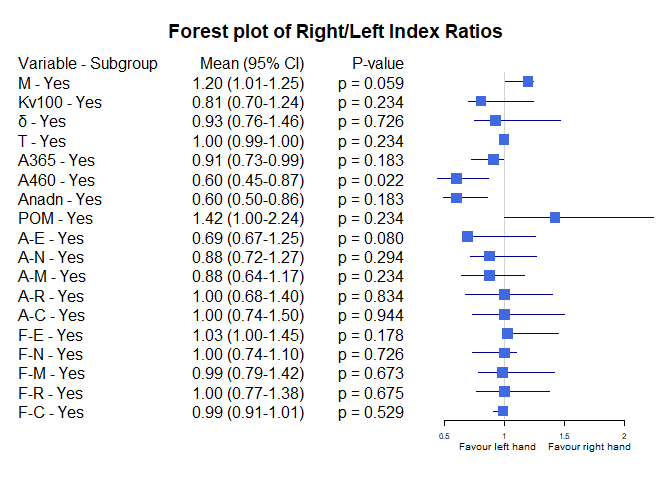 Forest plot of Right/Left Index Ratios
Variable - Subgroup Mean (95% CI) P-value
M - Yes 1.20 (1.01-1.25) p = 0.059
Kv100 - Yes 0.81 (0.70-1.24) p = 0.234
δ - Yes 0.93 (0.76-1.46) p = 0.726
T - Yes 1.00 (0.99-1.00) p = 0.234
A365 - Yes 0.91 (0.73-0.99) p = 0.183
A460 - Yes 0.60 (0.45-0.87) p = 0.022
Anadn - Yes 0.60 (0.50-0.86) p = 0.183
POM - Yes 1.42 (1.00-2.24) p = 0.234
A-E - Yes 0.69 (0.67-1.25) p = 0.080
A-N - Yes 0.88 (0.72-1.27) p = 0.294
A-M - Yes 0.88 (0.64-1.17) p = 0.234
A-R - Yes 1.00 (0.68-1.40) p = 0.834
A-C - Yes 1.00 (0.74-1.50) p = 0.944
F-E - Yes 1.03 (1.00-1.45) p = 0.178
F-N - Yes 1.00 (0.74-1.10) p = 0.726
F-M - Yes 0.99 (0.79-1.42) p = 0.673
F-R - Yes 1.00 (0.77-1.38) p = 0.675
F-C - Yes 0.99 (0.91-1.01) p = 0.529
0.5 1 1.5 2
Favour left hand Favour right hand